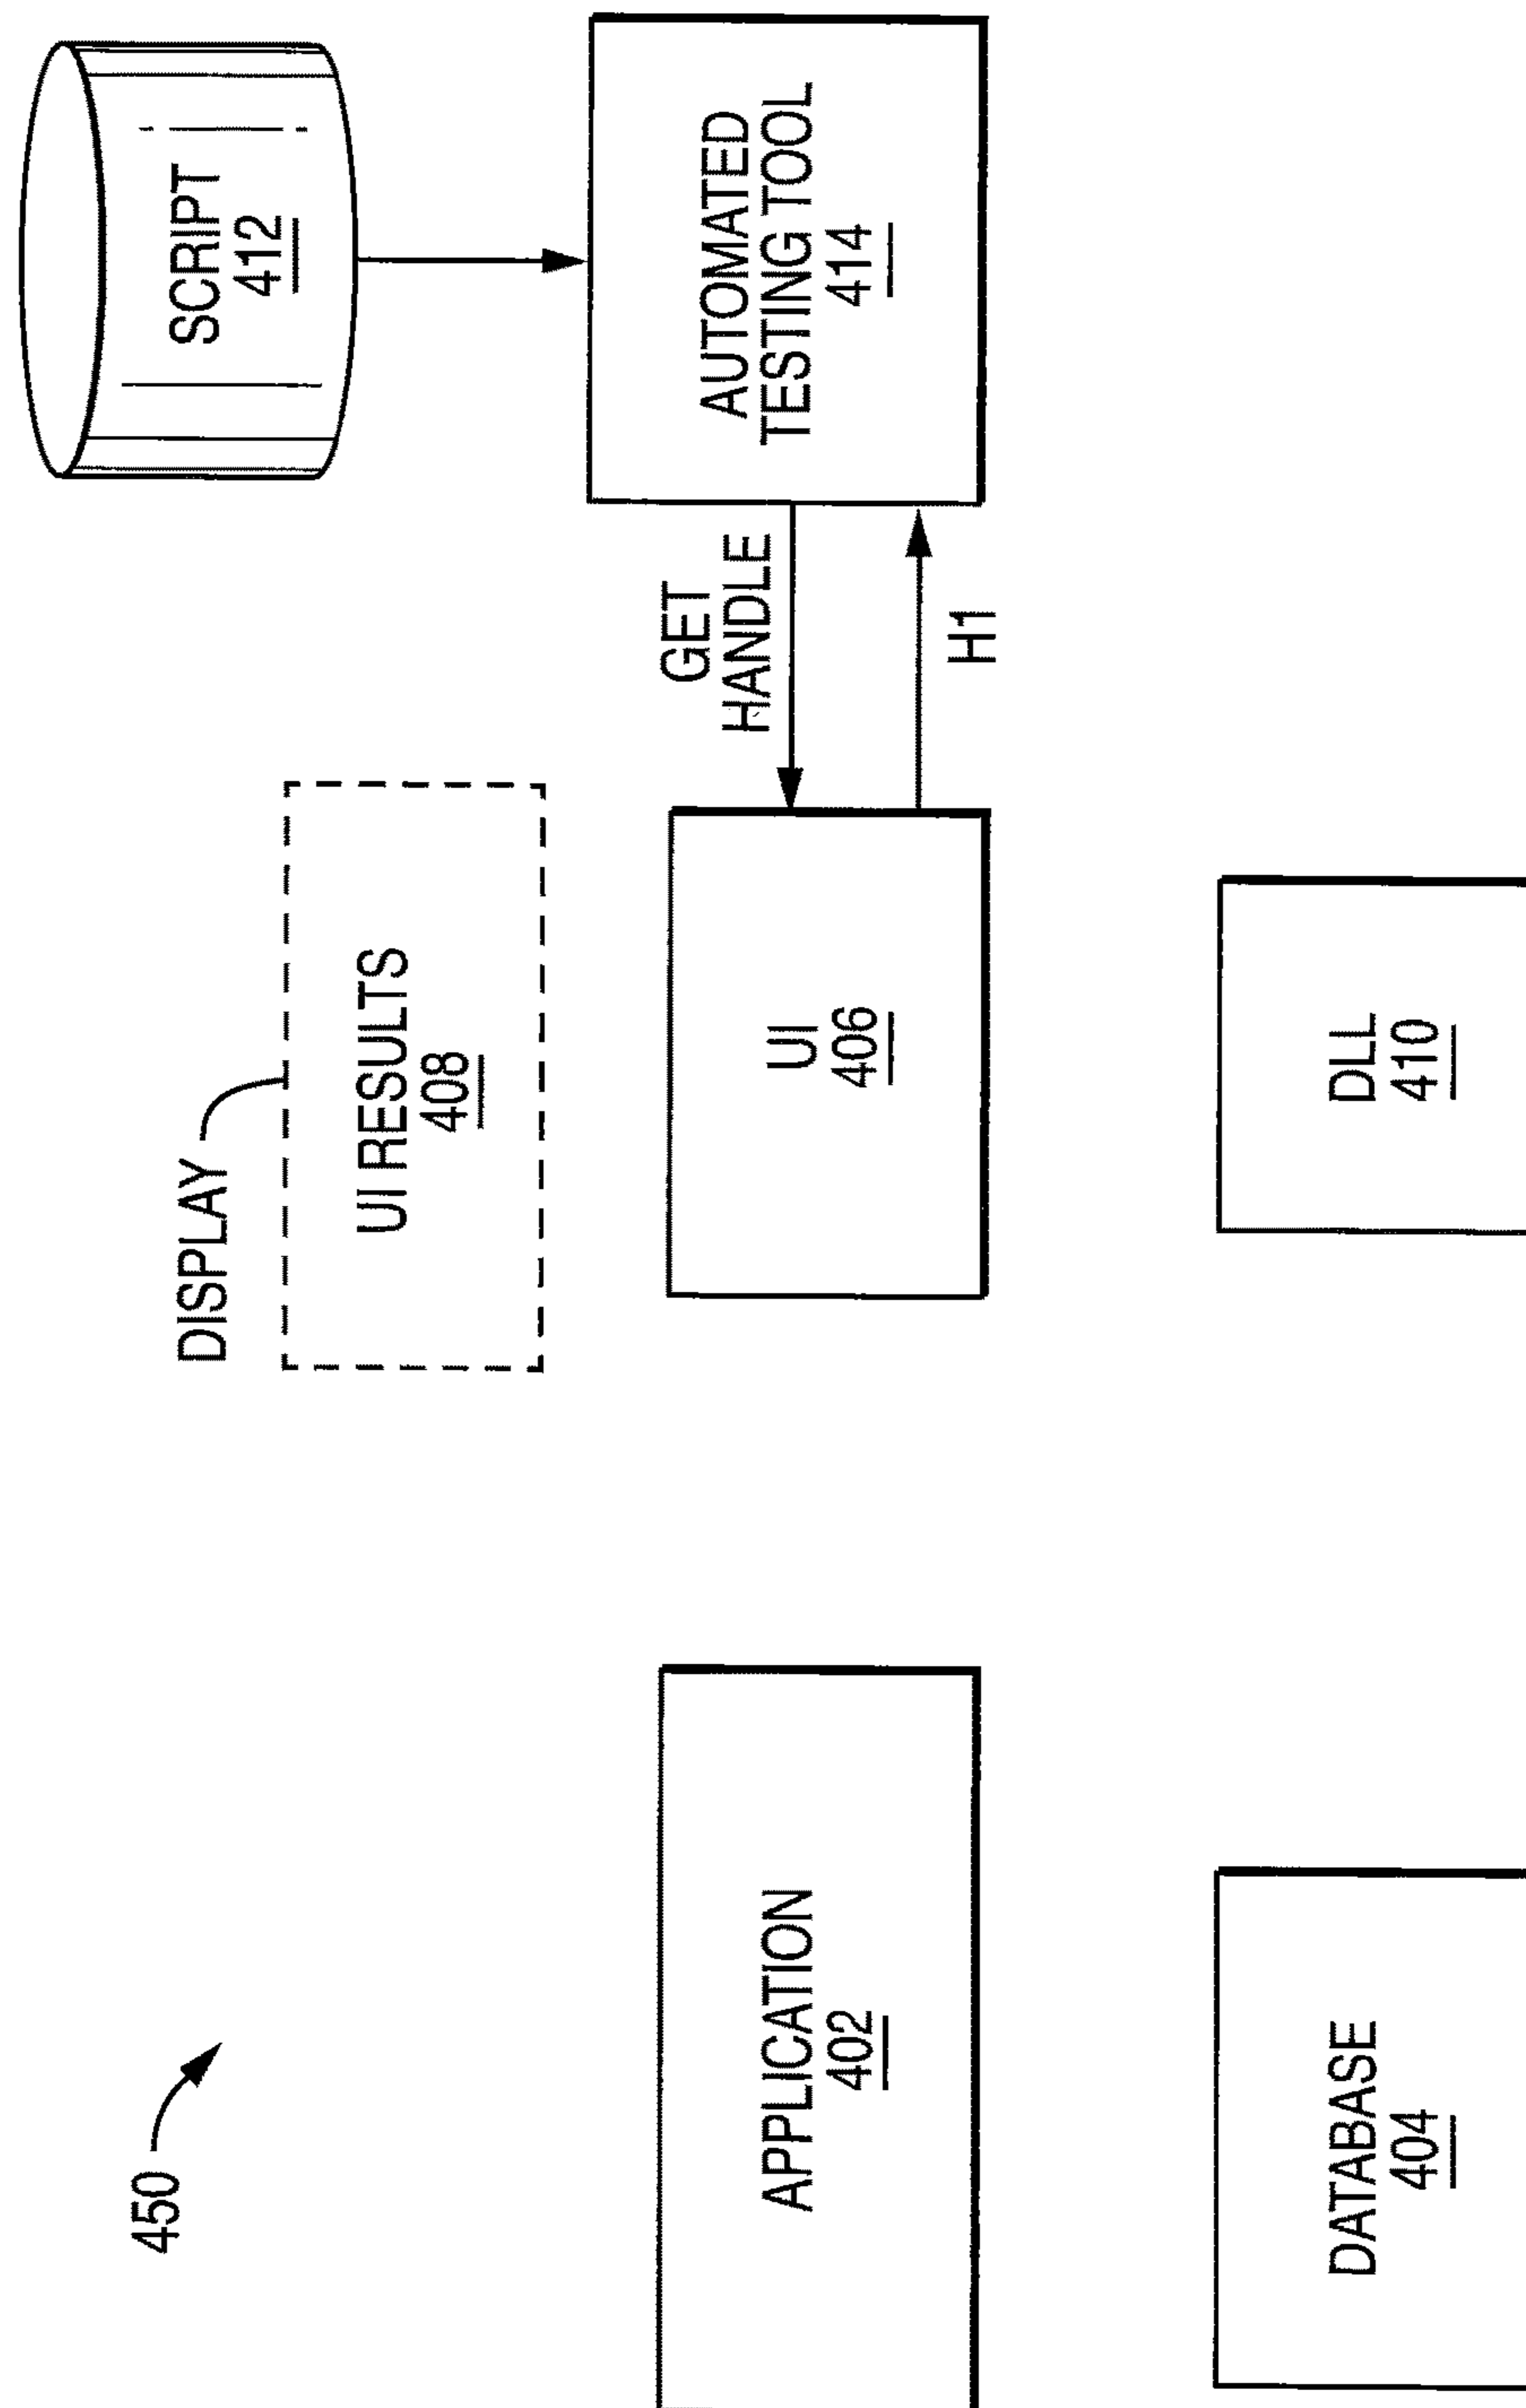 450
DISPLAY
UI RESULTS
408
SCRIPT
412
APPLICATION
402
UI
406
GET
HANDLE
H1
AUTOMATED
TESTING TOOL
414
DATABASE
404
DLL
410